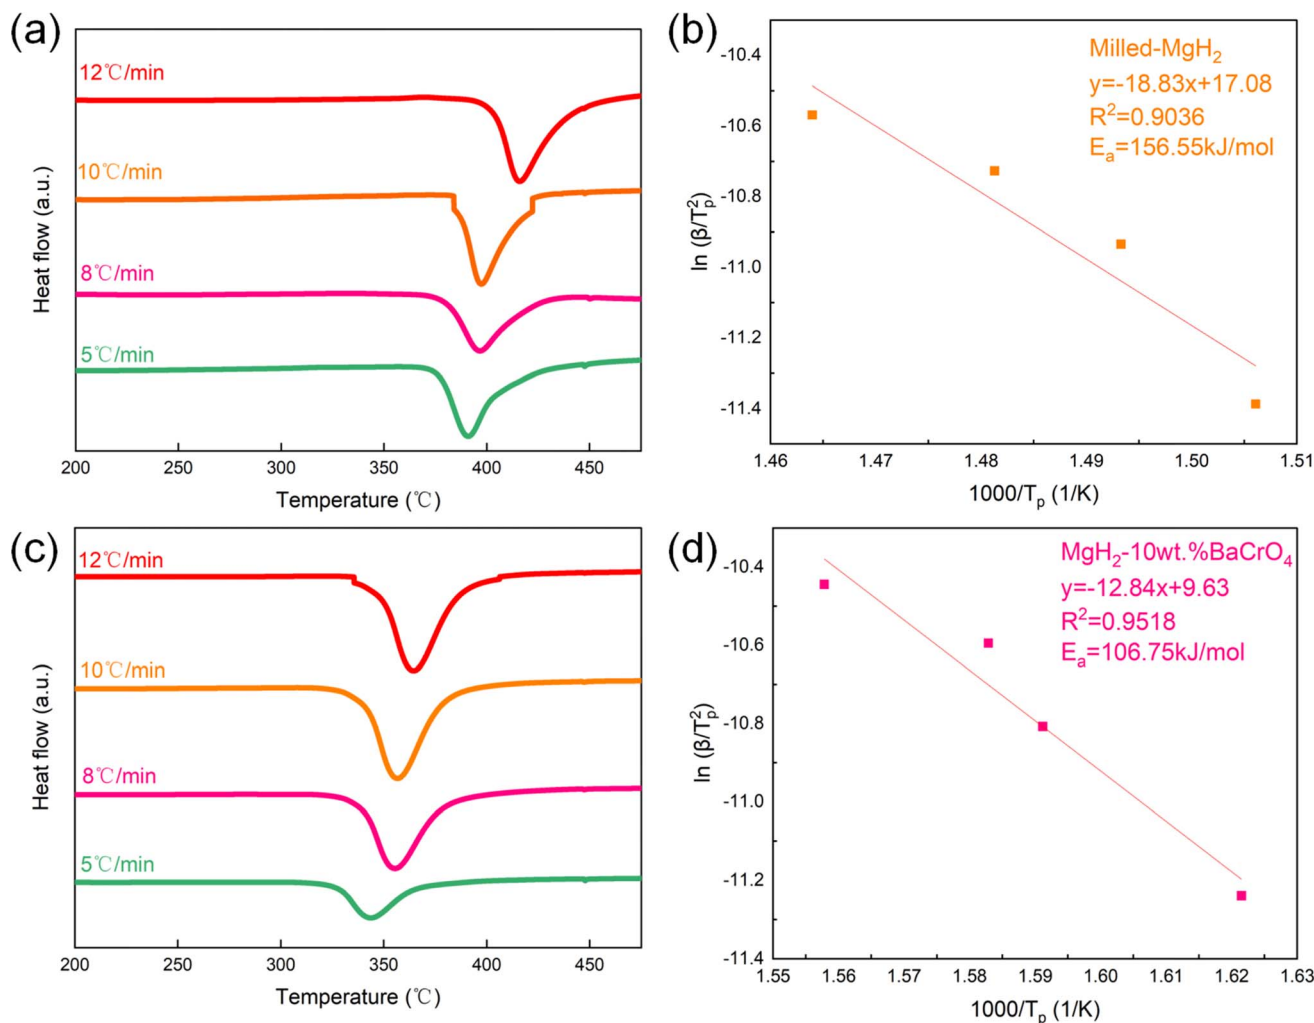 (a)
Heat flow (a.u.)
12℃/min
10℃/min
8℃/min
5℃/min
200 250 300 350 400 450
Temperature (℃)
(b)
ln (β/Tp²)
-10.4
-10.6
-10.8
-11.0
-11.2
-11.4
Milled-MgH₂
y=-18.83x+17.08
R²=0.9036
Eₐ=156.55kJ/mol
1.46 1.47 1.48 1.49 1.50 1.51
1000/Tp (1/K)
(c)
Heat flow (a.u.)
12℃/min
10℃/min
8℃/min
5℃/min
200 250 300 350 400 450
Temperature (℃)
(d)
ln (β/Tp²)
-10.4
-10.6
-10.8
-11.0
-11.2
-11.4
MgH₂-10wt.%BaCrO₄
y=-12.84x+9.63
R²=0.9518
Eₐ=106.75kJ/mol
1.55 1.56 1.57 1.58 1.59 1.60 1.61 1.62 1.63
1000/Tp (1/K)